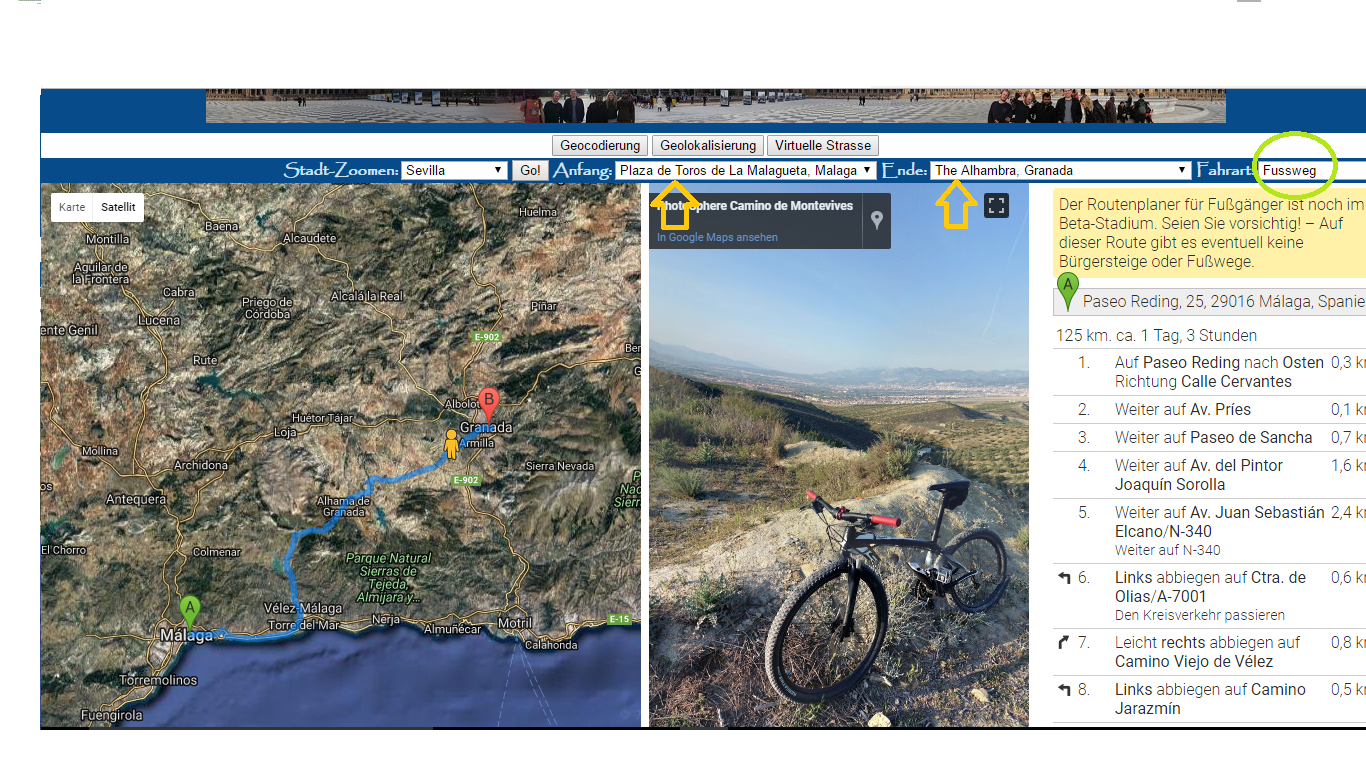 Geocodierung Geolokalisierung Virtuelle Strasse
Stadt-Zoomen: Sevilla Go! Anfang: Plaza de Toros de La Malagueta, Malaga Ende: The Alhambra, Granada Fahrart: Fussweg
Karte Satellit
Huelma
Baena
Montilla
Alcaudete
Aguilar de
la Frontera
Cabra
Priego de
Córdoba
Alcalá la Real
Piñar
Lucena
ente Genil
E-902
Rute
Ber
Albolot
B
Huétor Tájar
Granada
Loja
Armilla
Mollina
Archidona
Sierra Nevada
E-902
os
Antequera
Alhama de
Granada
P
Nac
Sierr
El Chorro
Colmenar
Parque Natural
Sierras de
Tejeda,
Almijara y...
A
Vélez-Málaga
Málaga
Torre del Mar
Nerja
Almuñécar
Motril
E-15
Calahonda
Torremolinos
Fuengirola
Photosphere Camino de Montevives
In Google Maps ansehen
Der Routenplaner für Fußgänger ist noch im
Beta-Stadium. Seien Sie vorsichtig! – Auf
dieser Route gibt es eventuell keine
Bürgersteige oder Fußwege.
A
Paseo Reding, 25, 29016 Málaga, Spanie
125 km. ca. 1 Tag, 3 Stunden
1. Auf Paseo Reding nach Osten 0,3 k
Richtung Calle Cervantes
2. Weiter auf Av. Príes 0,1 k
3. Weiter auf Paseo de Sancha 0,7 k
4. Weiter auf Av. del Pintor 1,6 k
Joaquín Sorolla
5. Weiter auf Av. Juan Sebastián 2,4 k
Elcano/N-340
Weiter auf N-340
6. Links abbiegen auf Ctra. de 0,6 k
Olias/A-7001
Den Kreisverkehr passieren
7. Leicht rechts abbiegen auf 0,8 k
Camino Viejo de Vélez
8. Links abbiegen auf Camino 0,5 k
Jarazmín